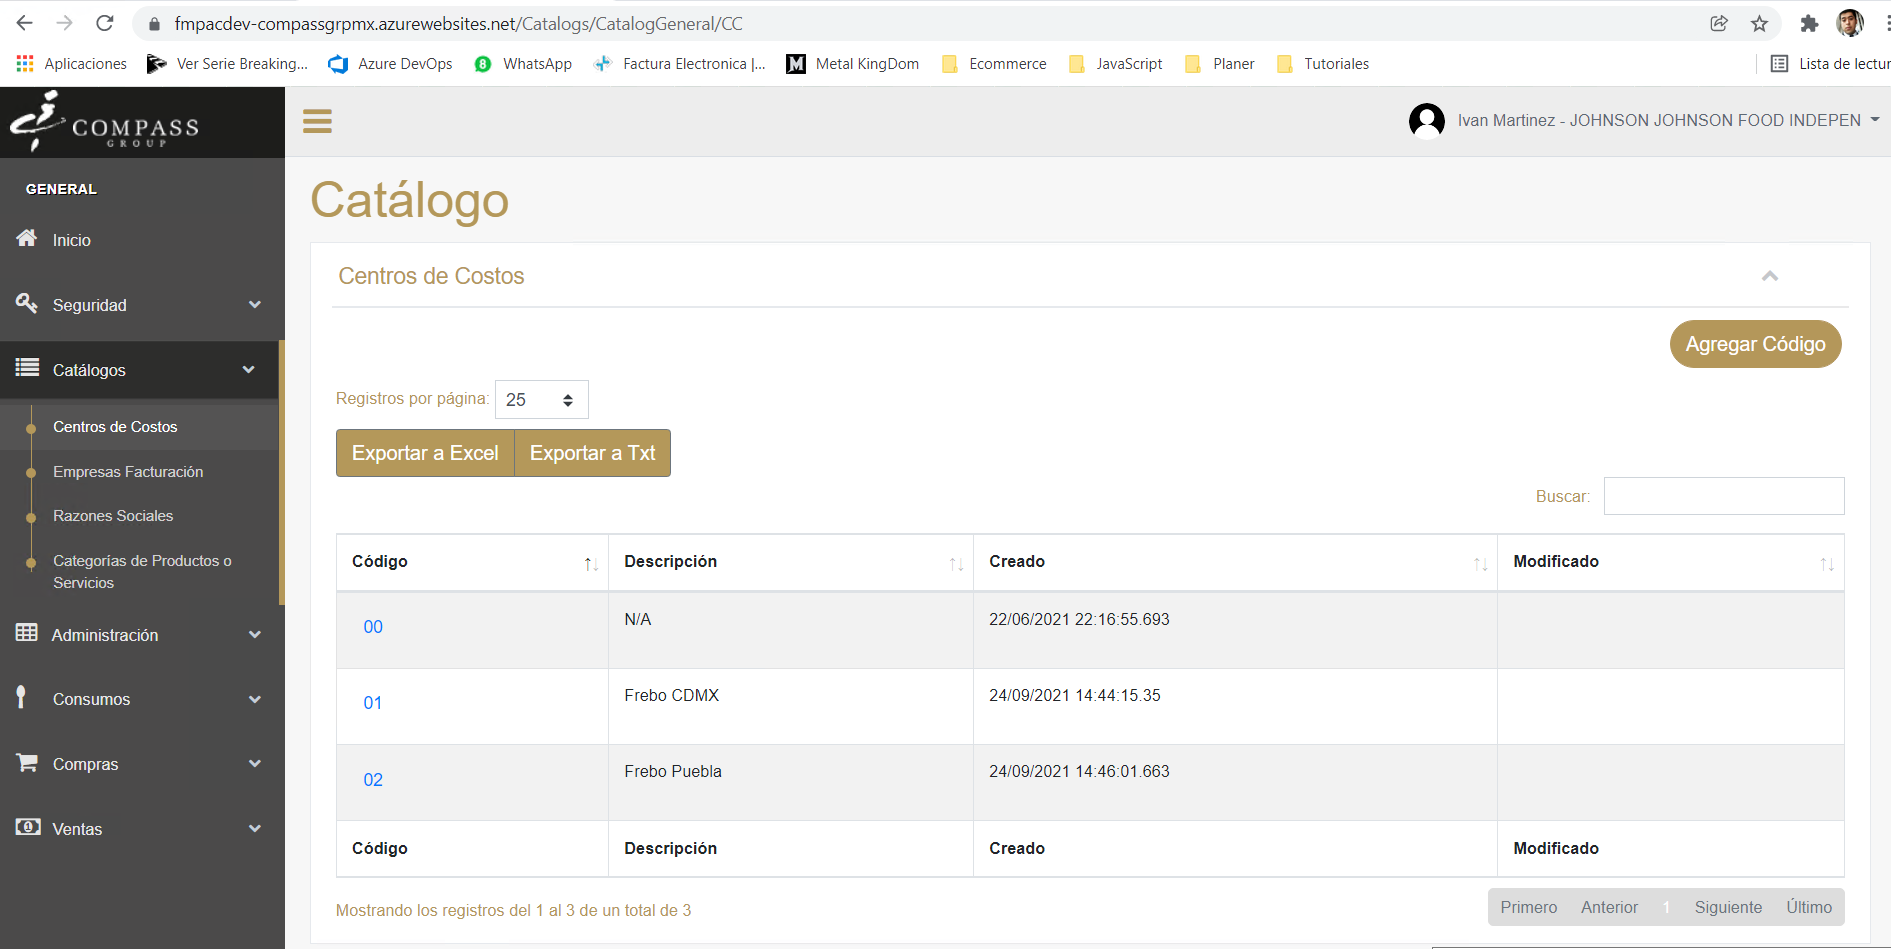 fmpacdev-compassgrpmx.azurewebsites.net/Catalogs/CatalogGeneral/CC
Aplicaciones Ver Serie Breaking... Azure DevOps 8 WhatsApp Factura Electronica |... M Metal KingDom Ecommerce JavaScript Planer Tutoriales Lista de lectur
COMPASS
GROUP
Ivan Martinez - JOHNSON JOHNSON FOOD INDEPEN
GENERAL
Inicio
Seguridad
Catálogos
Centros de Costos
Empresas Facturación
Razones Sociales
Categorías de Productos o
Servicios
Administración
Consumos
Compras
Ventas
Catálogo
Centros de Costos
Agregar Código
Registros por página: 25
Exportar a Excel Exportar a Txt
Buscar:
Código Descripción Creado Modificado
00 N/A 22/06/2021 22:16:55.693
01 Frebo CDMX 24/09/2021 14:44:15.35
02 Frebo Puebla 24/09/2021 14:46:01.663
Código Descripción Creado Modificado
Mostrando los registros del 1 al 3 de un total de 3
Primero Anterior 1 Siguiente Último